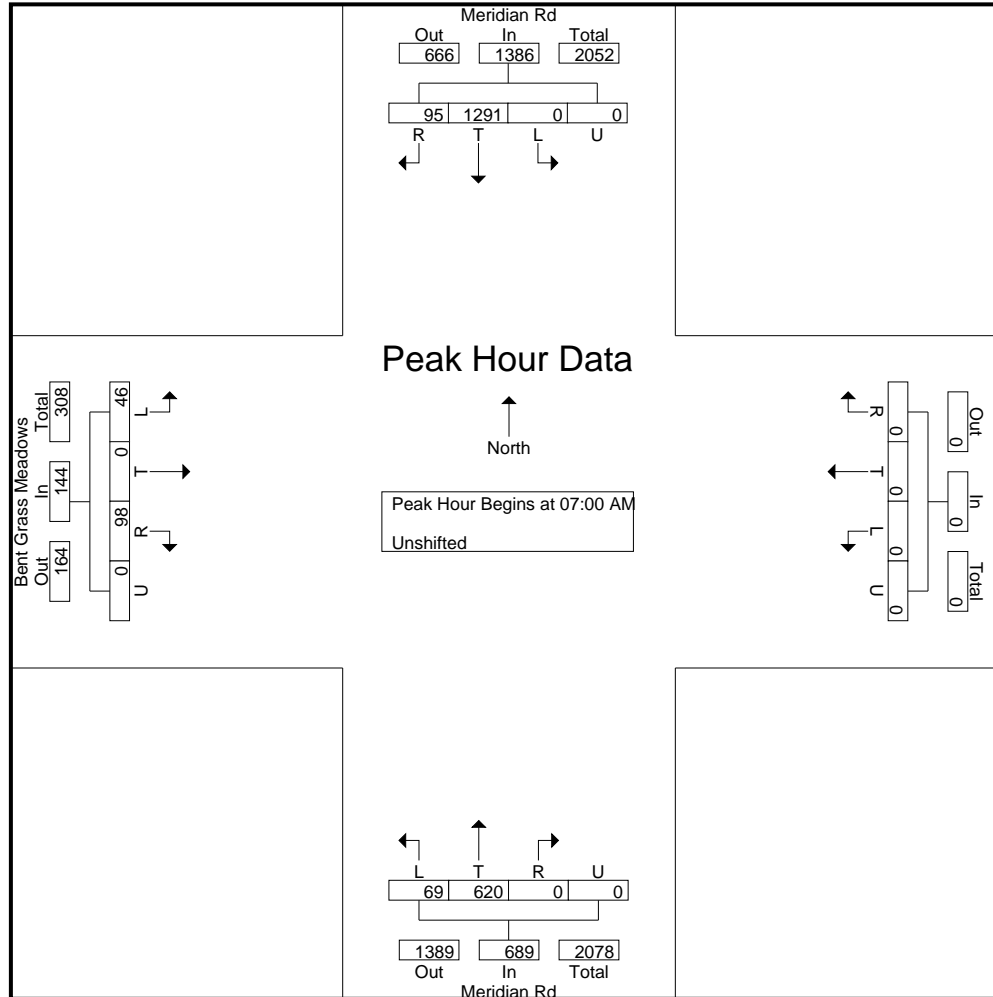 Meridian Rd
Out In Total
666 1386 2052
95 1291 0 0
R T L U
Peak Hour Data
North
Peak Hour Begins at 07:00 AM
Unshifted
Bent Grass Meadows
Out In Total
164 144 308
46 0 98 0
L T R U
R T L U
0 0 0 0
Out In Total
0 0 0
L T R U
69 620 0 0
1389 689 2078
Out In Total
Meridian Rd